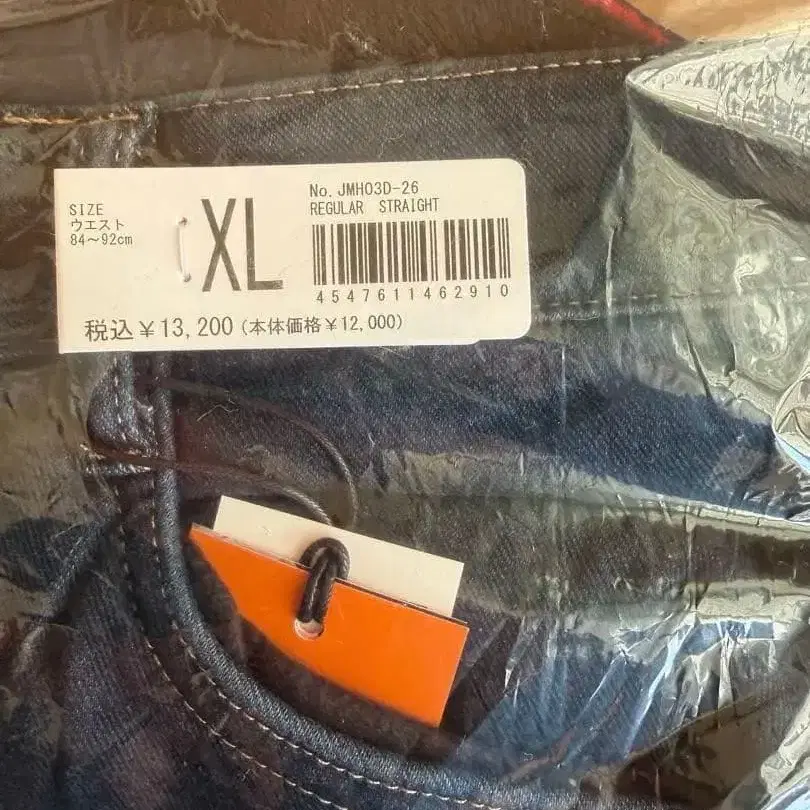 SIZE
ウエスト
84～92cm
XL
No. JMH03D-26
REGULAR STRAIGHT
4547611462910
税込￥13,200（本体価格￥12,000）